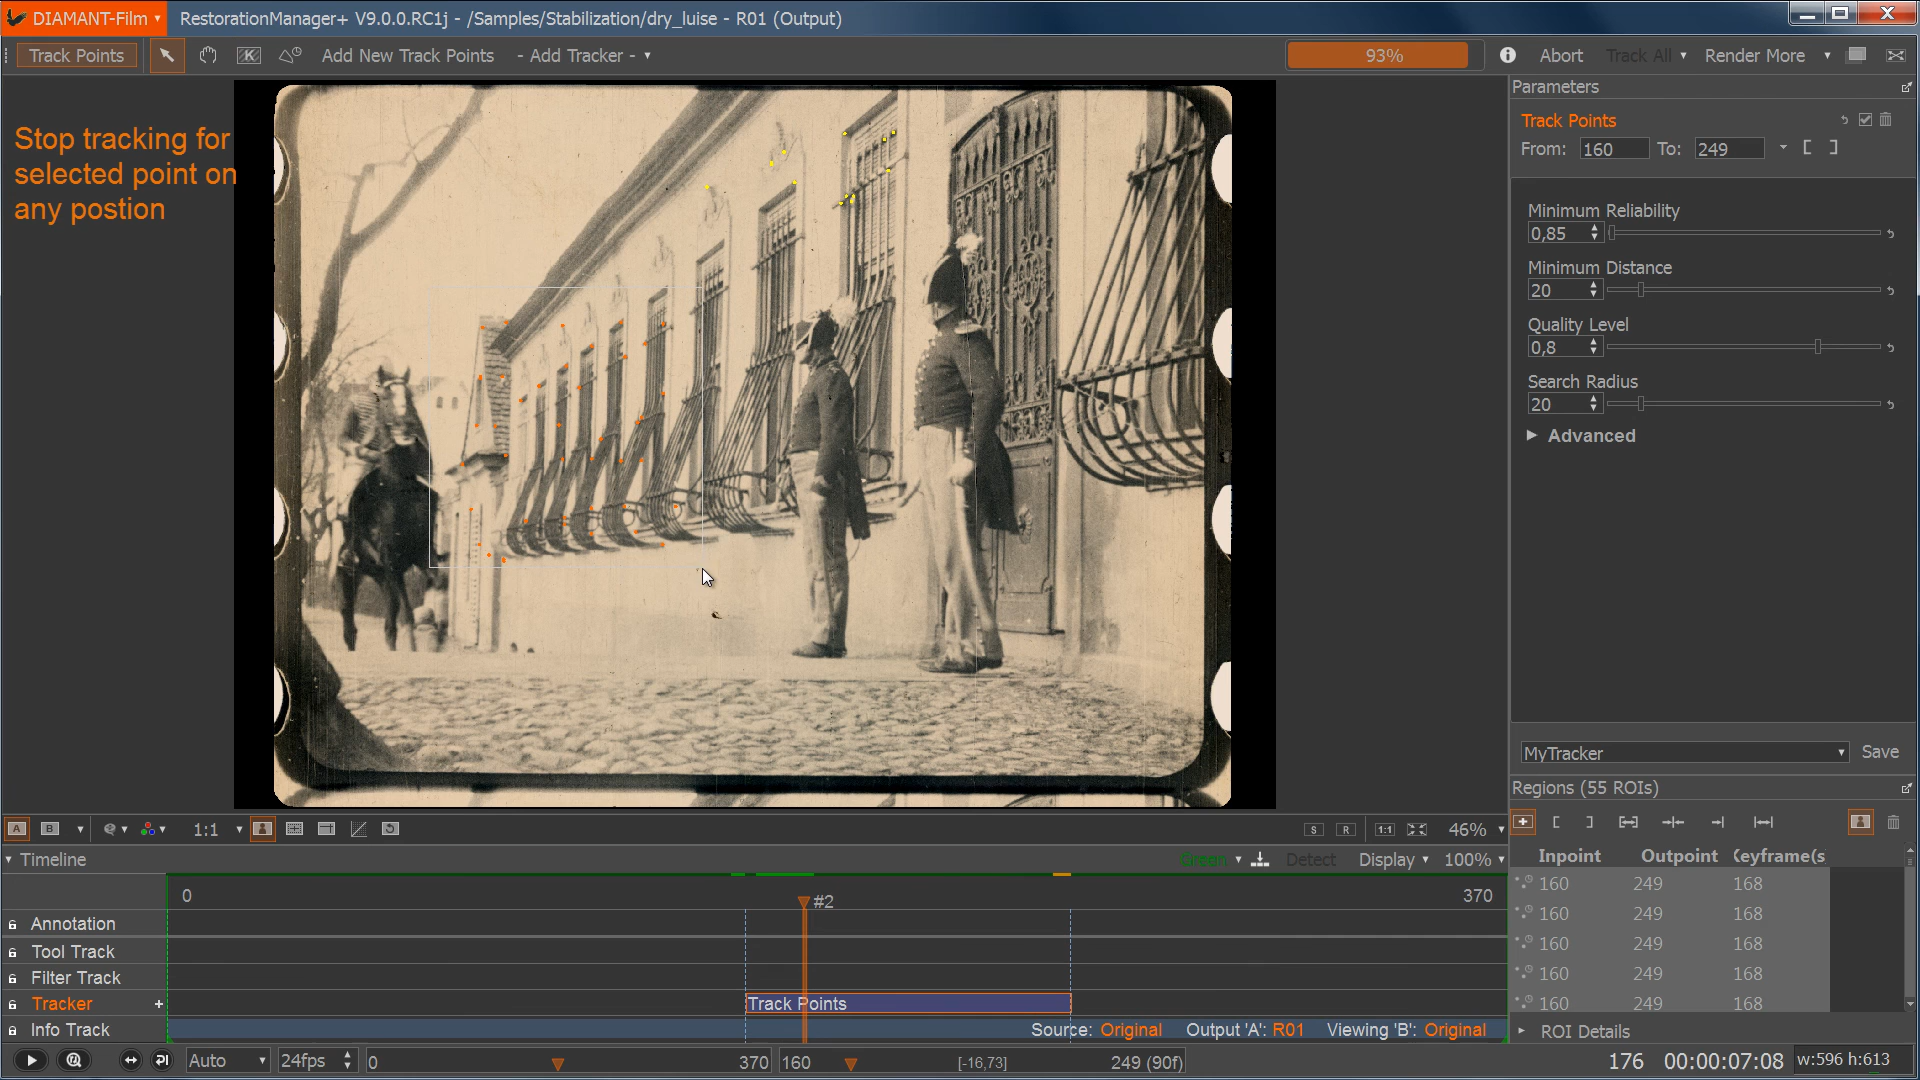 DIAMANT-Film
RestorationManager+ V9.0.0.RC1j - /Samples/Stabilization/dry_luise - R01 (Output)
Track Points
Add New Track Points
- Add Tracker -
93%
Abort
Track All
Render More
Stop tracking for
selected point on
any postion
Parameters
Track Points
From: 160 To: 249
Minimum Reliability
0,85
Minimum Distance
20
Quality Level
0,8
Search Radius
20
Advanced
MyTracker
Save
Regions (55 ROIs)
Inpoint Outpoint Keyframe(s
160 249 168
160 249 168
160 249 168
160 249 168
160 249 168
ROI Details
A B 1:1 S R 1:1 46%
Timeline
Green Detect Display 100%
0 #2 370
Annotation
Tool Track
Filter Track
Tracker + Track Points
Info Track Source: Original Output 'A': R01 Viewing 'B': Original
Auto 24fps 0 370 160 [-16,73] 249 (90f) 176 00:00:07:08 w:596 h:613